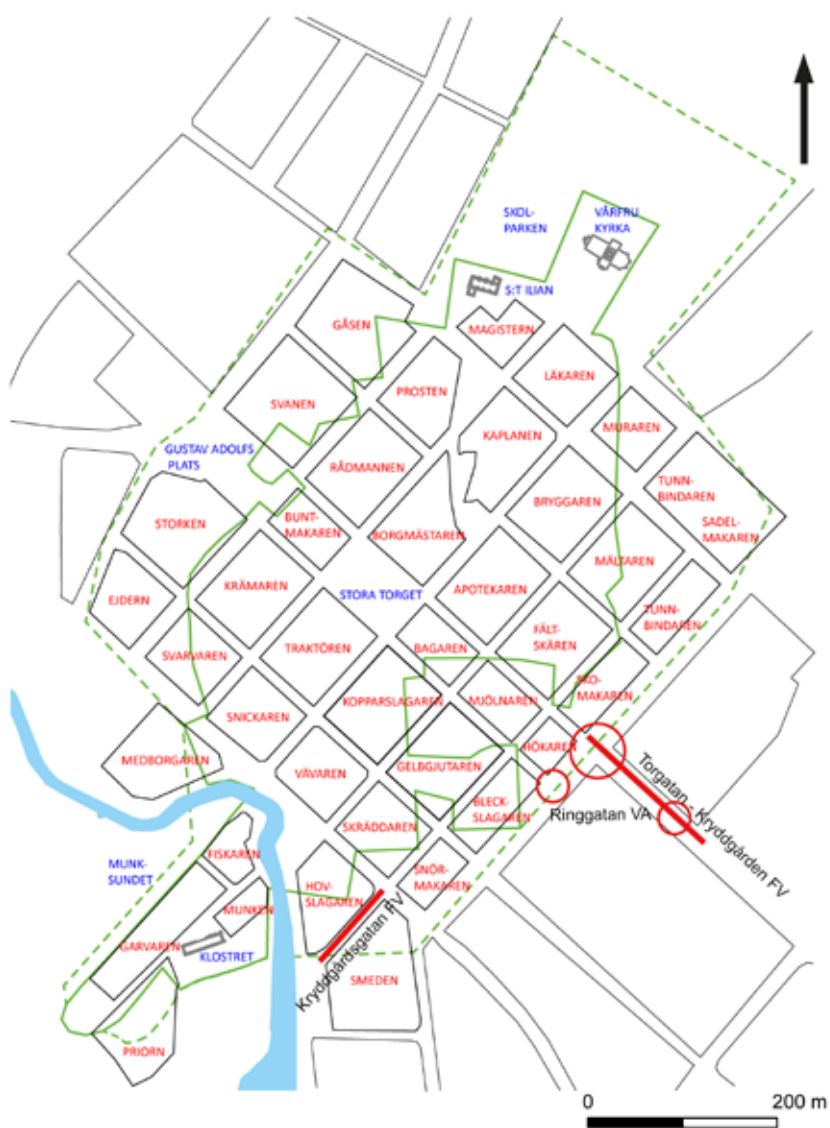 SKOL-
PARKEN
VÅRFRU
KYRKA
S:T ILIAN
GÅSEN
MAGISTERN
LÄKAREN
PROSTEN
SVANEN
KAPLANEN
MURAREN
GUSTAV ADOLFS
PLATS
RÅDMANNEN
TUNN-
BINDAREN
SADEL-
MAKAREN
STORKEN
BUNT-
MAKAREN
BORGMÄSTAREN
BRYGGAREN
MÄLTAREN
EJDERN
KRÄMAREN
STORA TORGET
APOTEKAREN
TUNN-
BINDAREN
SVARVAREN
TRAKTÖREN
BAGAREN
FÄLT-
SKÄREN
SKO-
MAKAREN
SNICKAREN
KOPPARSLAGAREN
MJÖLNAREN
MEDBORGAREN
VÄVAREN
GELBGJUTAREN
HÖKAREN
Torgatan - Kryddgården FV
BLECK-
SLAGAREN
Ringgatan VA
SKRÄDDAREN
MUNK-
SUNDET
FISKAREN
SNÖR-
MAKAREN
HOV-
SLAGAREN
MUNKEN
GARVAREN
KLOSTRET
Kryddgårdsgatan FV
SMEDEN
PRIORN
0 200 m